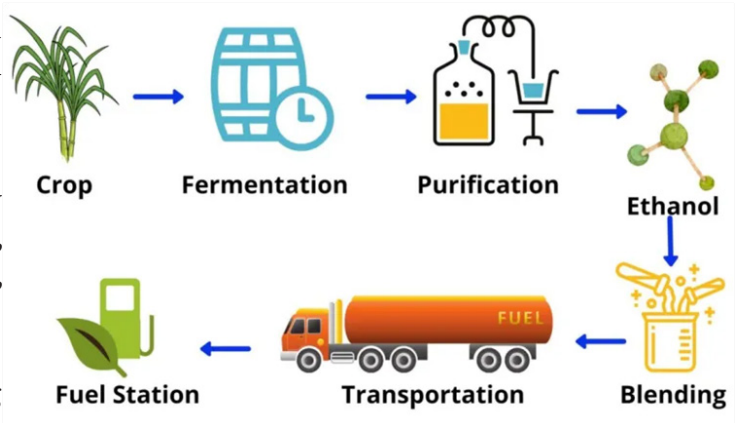 Crop
Fermentation
Purification
Ethanol
FUEL
Fuel Station
Transportation
Blending